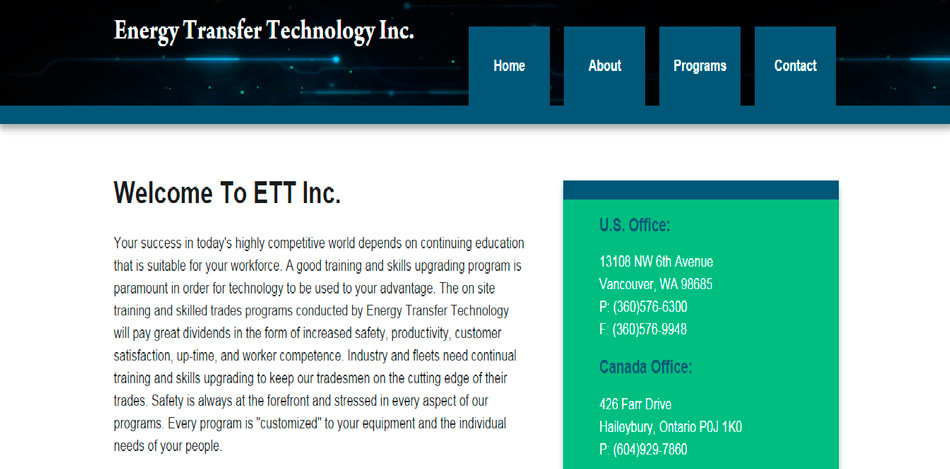 Energy Transfer Technology Inc.
Home
About
Programs
Contact
Welcome To ETT Inc.
Your success in today's highly competitive world depends on continuing education
that is suitable for your workforce. A good training and skills upgrading program is
paramount in order for technology to be used to your advantage. The on site
training and skilled trades programs conducted by Energy Transfer Technology
will pay great dividends in the form of increased safety, productivity, customer
satisfaction, up-time, and worker competence. Industry and fleets need continual
training and skills upgrading to keep our tradesmen on the cutting edge of their
trades. Safety is always at the forefront and stressed in every aspect of our
programs. Every program is "customized" to your equipment and the individual
needs of your people.
U.S. Office:
13108 NW 6th Avenue
Vancouver, WA 98685
P: (360)576-6300
F: (360)576-9948
Canada Office:
426 Farr Drive
Haileybury, Ontario P0J 1K0
P: (604)929-7860